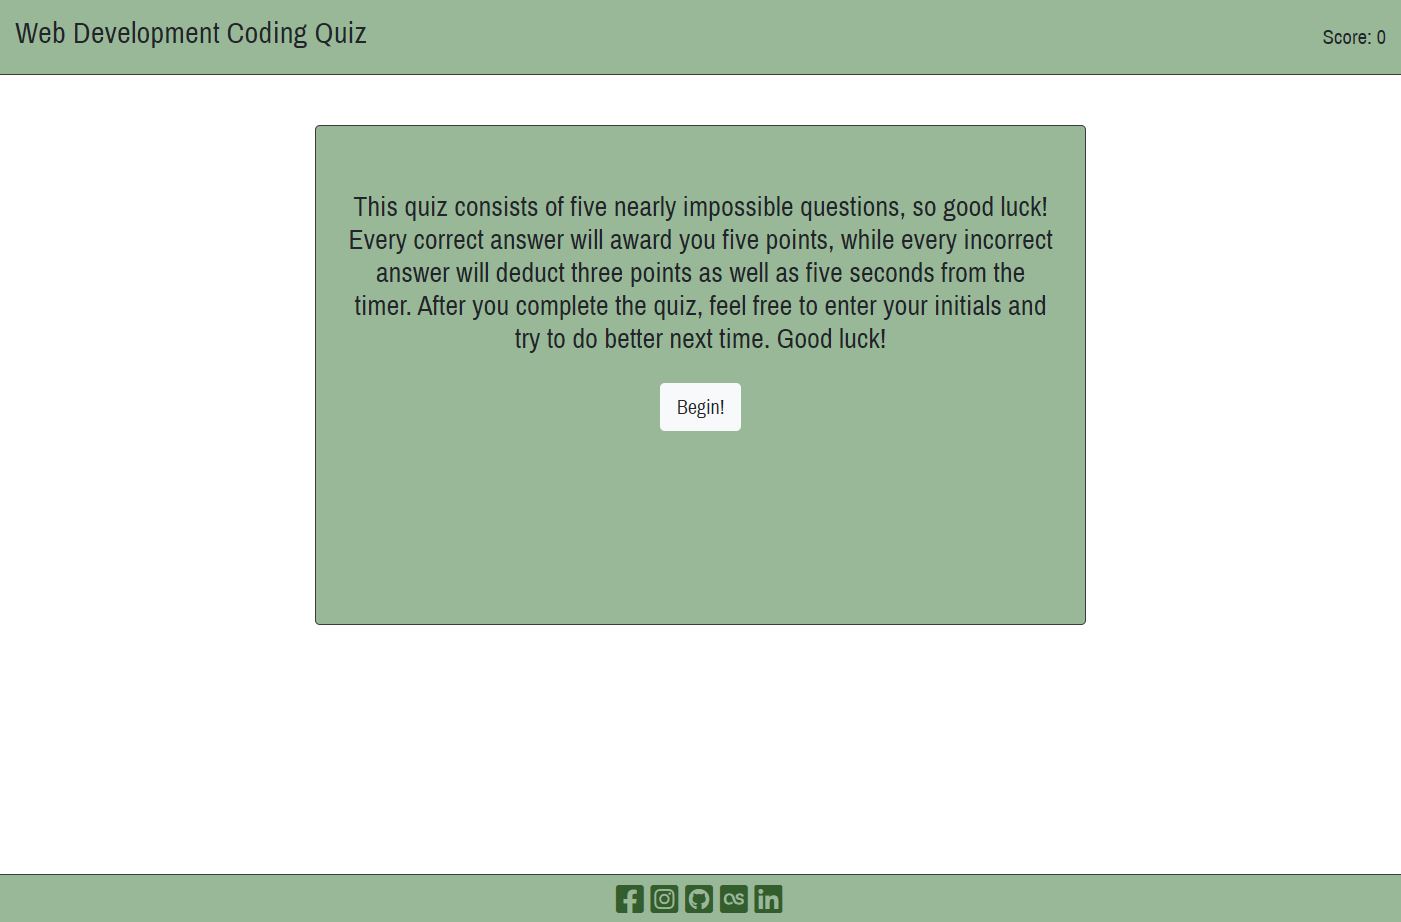 Web Development Coding Quiz
Score: 0
This quiz consists of five nearly impossible questions, so good luck!
Every correct answer will award you five points, while every incorrect
answer will deduct three points as well as five seconds from the
timer. After you complete the quiz, feel free to enter your initials and
try to do better next time. Good luck!
Begin!